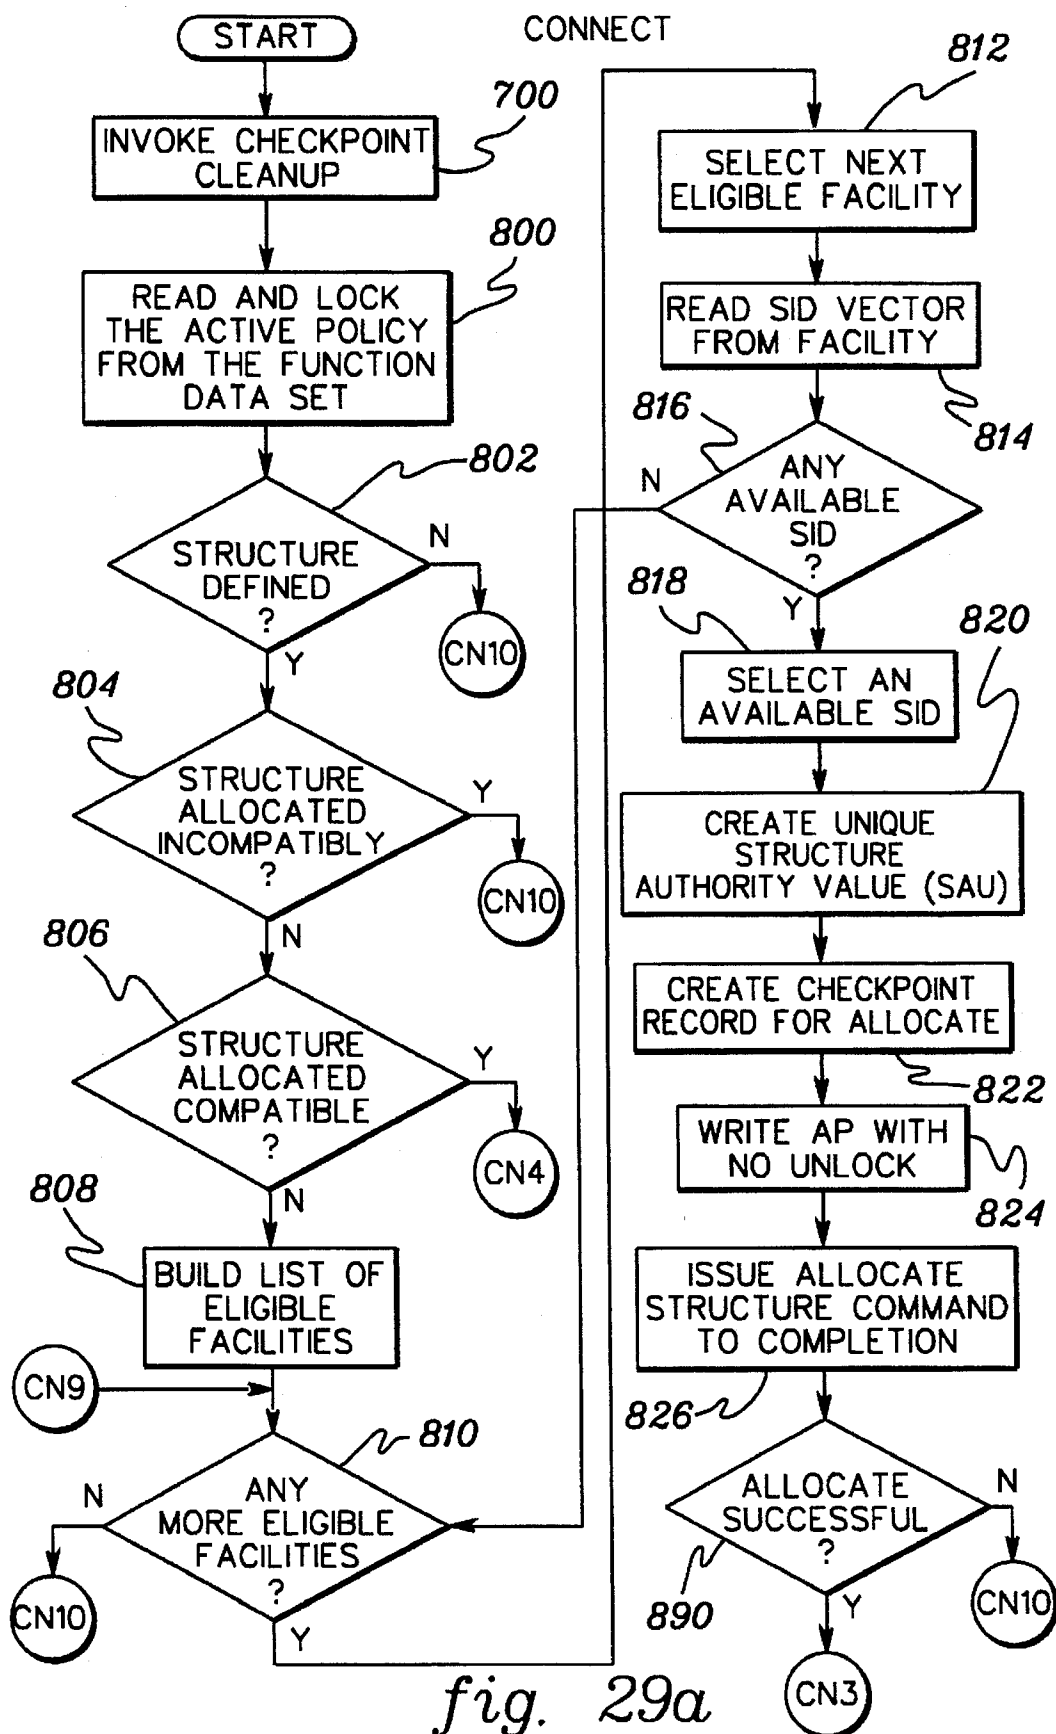 START
CONNECT
INVOKE CHECKPOINT
CLEANUP
700
READ AND LOCK
THE ACTIVE POLICY
FROM THE FUNCTION
DATA SET
800
802
STRUCTURE
DEFINED
?
N
CN10
Y
804
STRUCTURE
ALLOCATED
INCOMPATIBLY
?
Y
CN10
N
806
STRUCTURE
ALLOCATED
COMPATIBLE
?
Y
CN4
N
808
BUILD LIST OF
ELIGIBLE
FACILITIES
CN9
810
ANY
MORE ELIGIBLE
FACILITIES
?
N
CN10
Y
812
SELECT NEXT
ELIGIBLE FACILITY
READ SID VECTOR
FROM FACILITY
814
816
ANY
AVAILABLE
SID
?
N
Y
818
SELECT AN
AVAILABLE SID
820
CREATE UNIQUE
STRUCTURE
AUTHORITY VALUE (SAU)
CREATE CHECKPOINT
RECORD FOR ALLOCATE
822
WRITE AP WITH
NO UNLOCK
824
ISSUE ALLOCATE
STRUCTURE COMMAND
TO COMPLETION
826
ALLOCATE
SUCCESSFUL
?
N
CN10
890
Y
CN3
fig. 29a